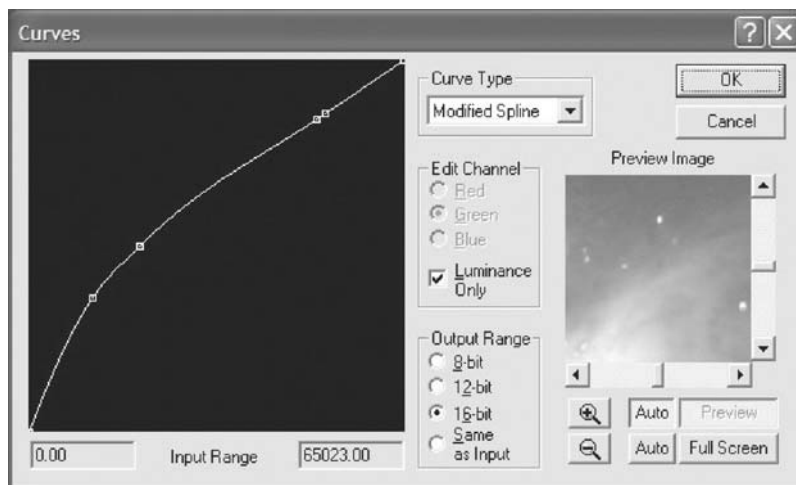 Curves
Curve Type
Modified Spline
OK
Cancel
Edit Channel
Red
Green
Blue
Luminance
Only
Preview Image
Output Range
8-bit
12-bit
16-bit
Same
as Input
0.00
Input Range
65023.00
Auto
Preview
Auto
Full Screen